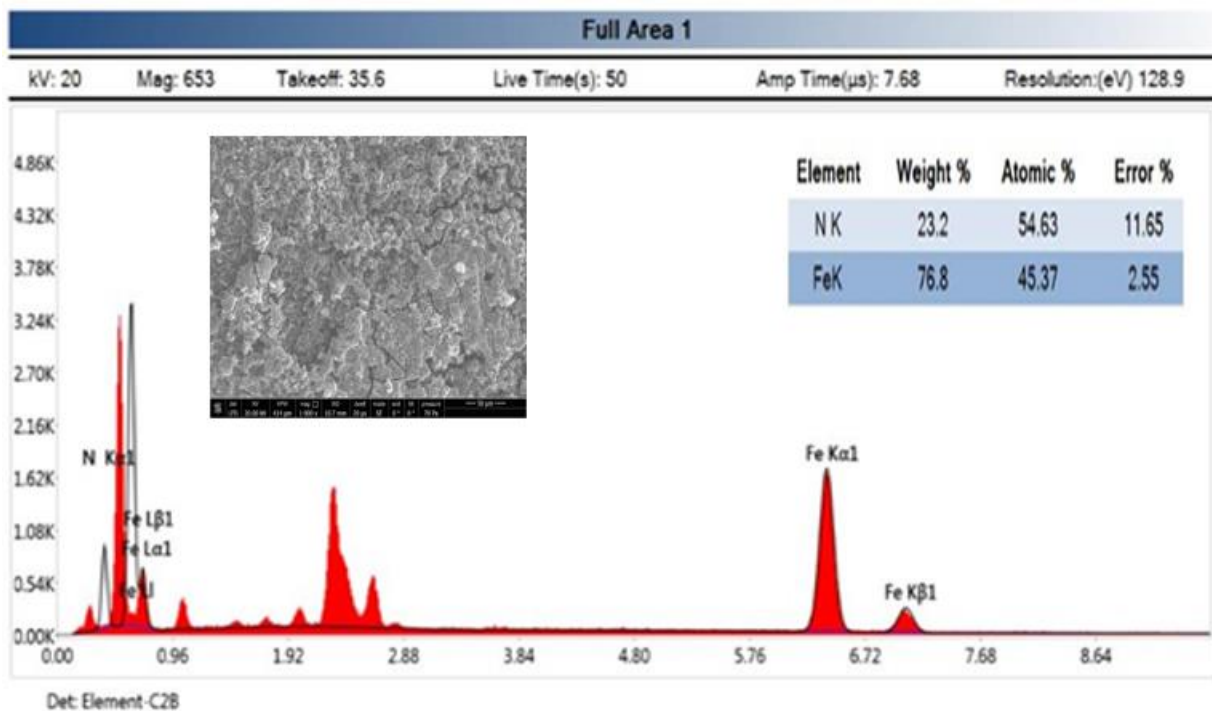 Full Area 1
kV: 20 Mag: 653 Takeoff: 35.6 Live Time(s): 50 Amp Time(µs): 7.68 Resolution:(eV) 128.9
4.86K
4.32K
3.78K
3.24K
2.70K
2.16K
1.62K
1.08K
0.54K
0.00K
Element Weight % Atomic % Error %
N K 23.2 54.63 11.65
FeK 76.8 45.37 2.55
N Kα1
Fe Lβ1
Fe Lα1
Fe Kα1
Fe Kβ1
0.00 0.96 1.92 2.88 3.84 4.80 5.76 6.72 7.68 8.64
Det: Element-C2B